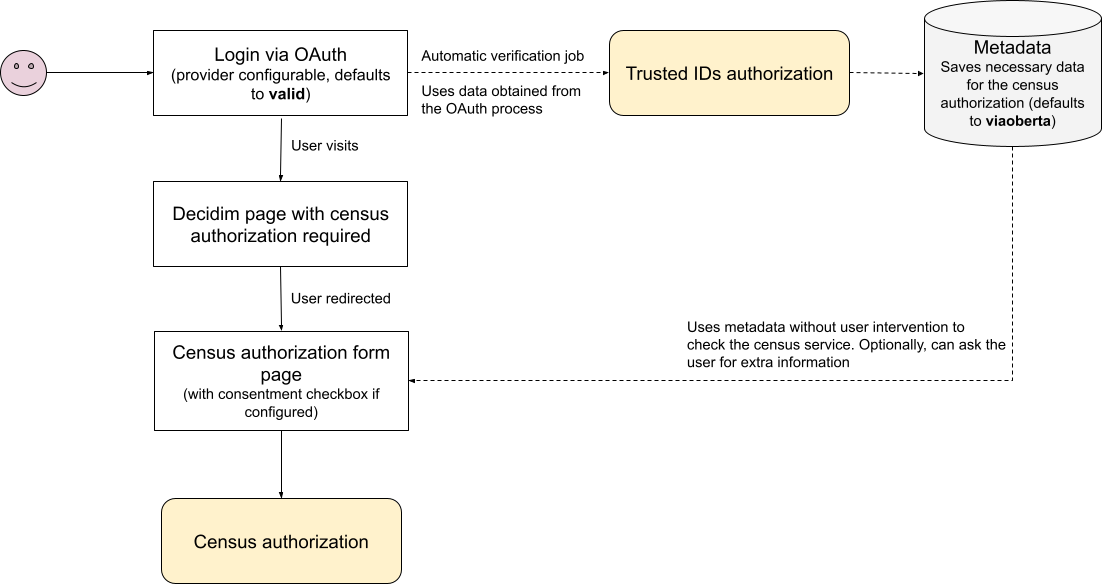 Login via OAuth
(provider configurable, defaults
to valid)
Automatic verification job
Uses data obtained from
the OAuth process
Trusted IDs authorization
Metadata
Saves necessary data
for the census
authorization (defaults
to viaoberta)
User visits
Decidim page with census
authorization required
User redirected
Uses metadata without user intervention to
check the census service. Optionally, can ask the
user for extra information
Census authorization form
page
(with consentment checkbox if
configured)
Census authorization